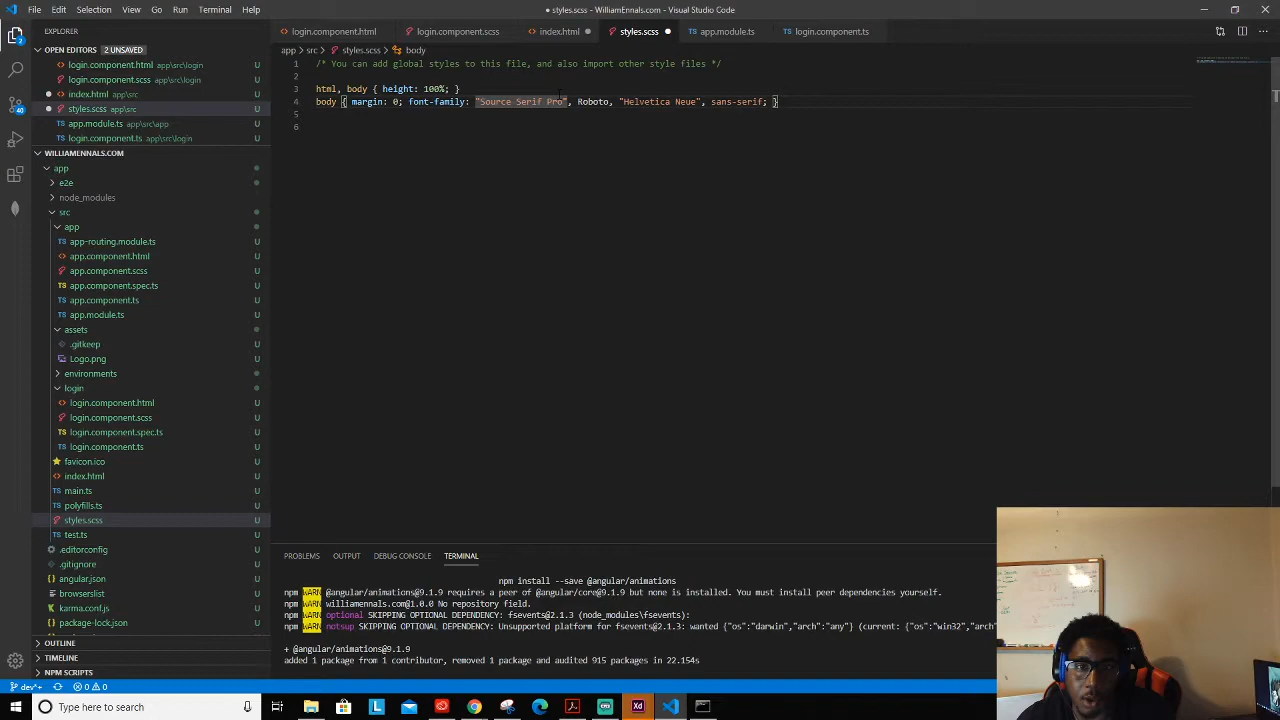 File Edit Selection View Go Run Terminal Help
● styles.scss - WilliamEnnals.com - Visual Studio Code
EXPLORER
OPEN EDITORS 2 UNSAVED
login.component.html app\src\login
login.component.scss app\src\login
index.html app\src
styles.scss app\src
app.module.ts app\src\app
login.component.ts app\src\login
WILLIAMENNALS.COM
app
e2e
node_modules
src
app
app-routing.module.ts U
app.component.html U
app.component.scss U
app.component.spec.ts U
app.component.ts U
app.module.ts U
assets
.gitkeep U
Logo.png U
environments
login
login.component.html U
login.component.scss U
login.component.spec.ts U
login.component.ts U
favicon.ico U
index.html U
main.ts U
polyfills.ts U
styles.scss U
test.ts U
.editorconfig U
.gitignore U
angular.json U
browserslist U
karma.conf.js U
package-lock.json U
OUTLINE
TIMELINE
NPM SCRIPTS
login.component.html login.component.scss index.html styles.scss app.module.ts login.component.ts
app > src > styles.scss > body
1 /* You can add global styles to this file, and also import other style files */
2
3 html, body { height: 100%; }
4 body { margin: 0; font-family: "Source Serif Pro", Roboto, "Helvetica Neue", sans-serif; }
5
6
PROBLEMS OUTPUT DEBUG CONSOLE TERMINAL
npm install --save @angular/animations
npm WARN @angular/animations@9.1.9 requires a peer of @angular/core@9.1.9 but none is installed. You must install peer dependencies yourself.
npm WARN williamennals.com@1.0.0 No repository field.
npm WARN optional SKIPPING OPTIONAL DEPENDENCY: fsevents@2.1.3 (node_modules\fsevents):
npm WARN notsup SKIPPING OPTIONAL DEPENDENCY: Unsupported platform for fsevents@2.1.3: wanted {"os":"darwin","arch":"any"} (current: {"os":"win32","arch"
+ @angular/animations@9.1.9
added 1 package from 1 contributor, removed 1 package and audited 915 packages in 22.154s
dev*+ 0 0
Type here to search